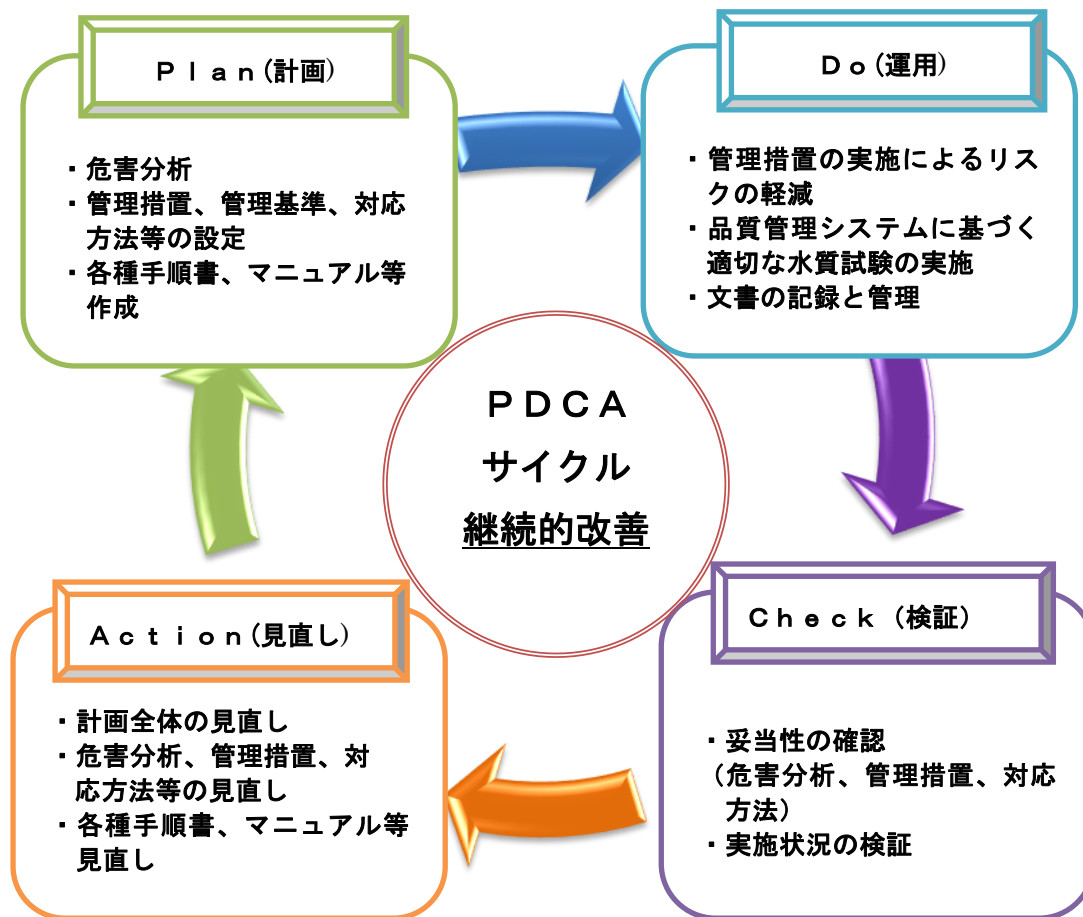 Ｐｌａｎ(計画)
・危害分析
・管理措置、管理基準、対応
方法等の設定
・各種手順書、マニュアル等
作成
Ｄｏ(運用)
・管理措置の実施によるリス
クの軽減
・品質管理システムに基づく
適切な水質試験の実施
・文書の記録と管理
ＰＤＣＡ
サイクル
継続的改善
Ｃｈｅｃｋ（検証）
・妥当性の確認
（危害分析、管理措置、対応
方法）
・実施状況の検証
Ａｃｔｉｏｎ(見直し)
・計画全体の見直し
・危害分析、管理措置、対
応方法等の見直し
・各種手順書、マニュアル等
見直し